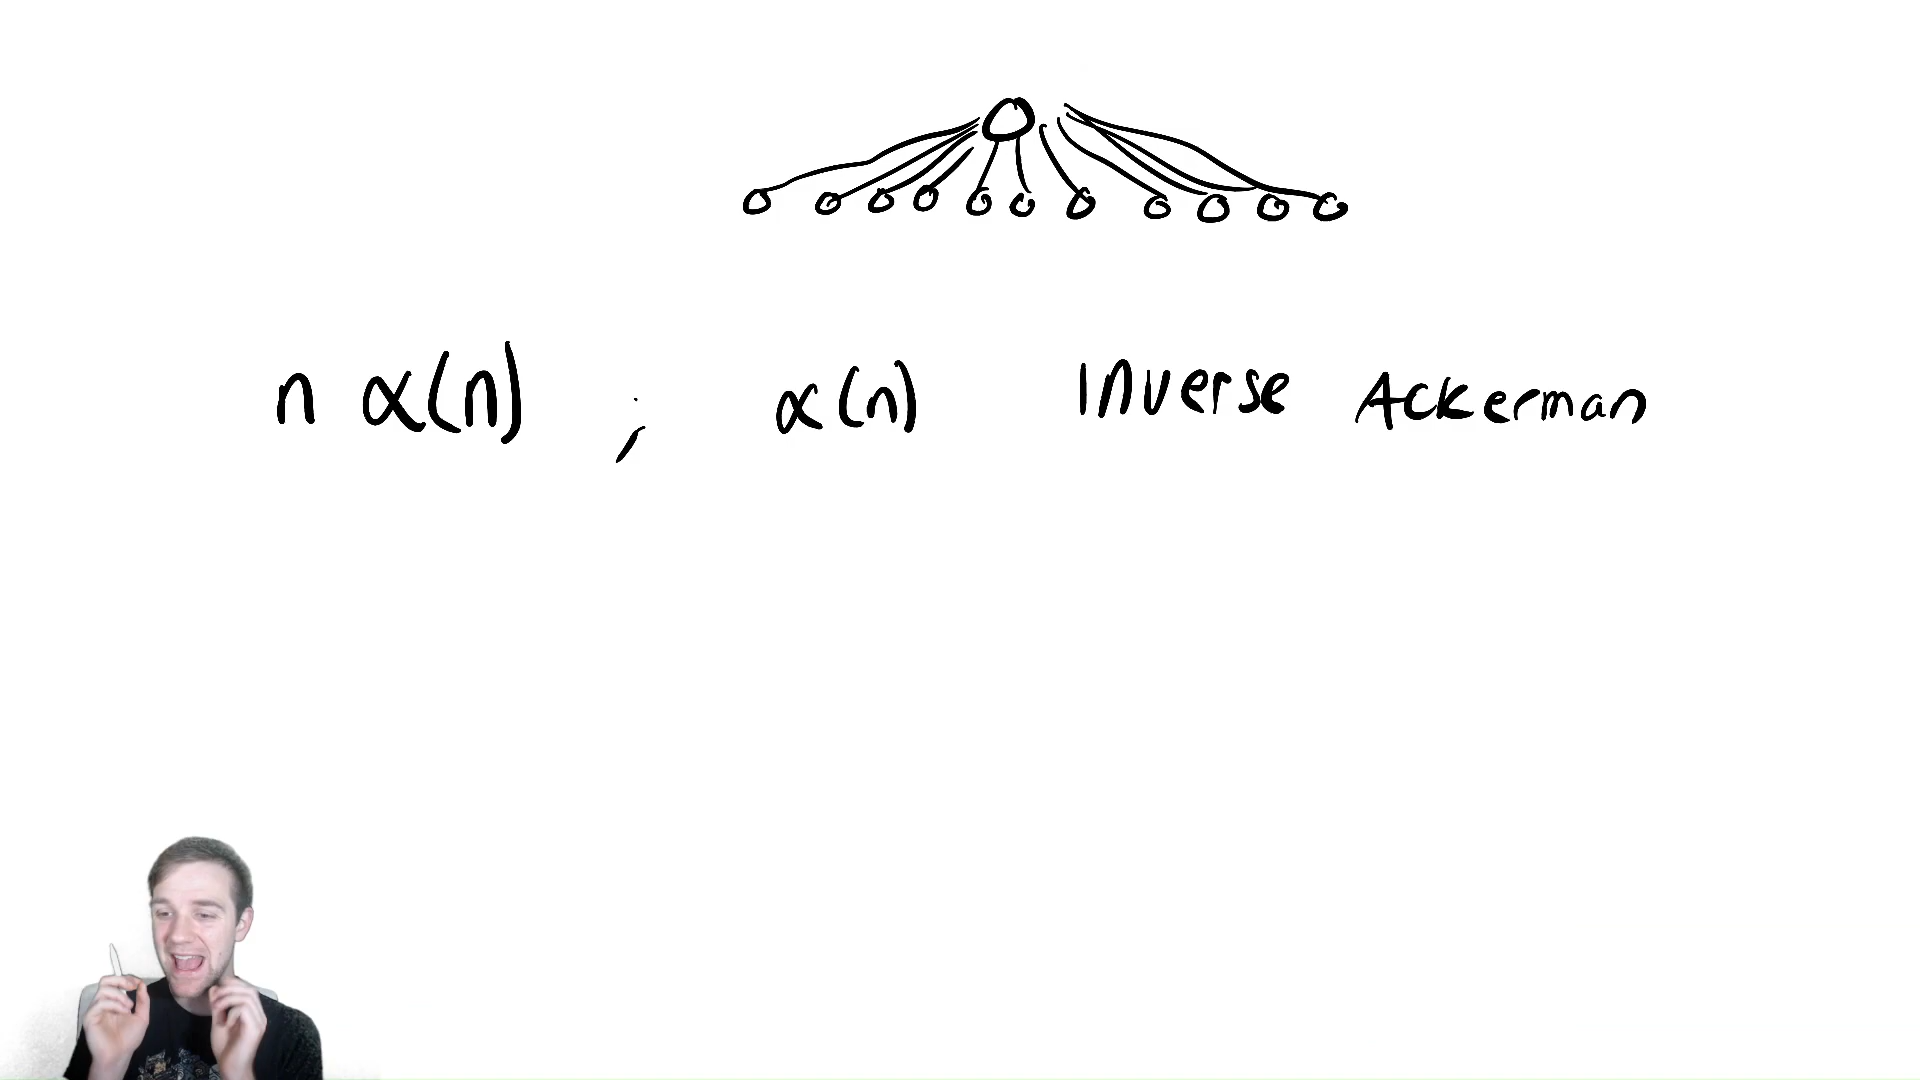 n α(n) ; α(n) Inverse Ackerman